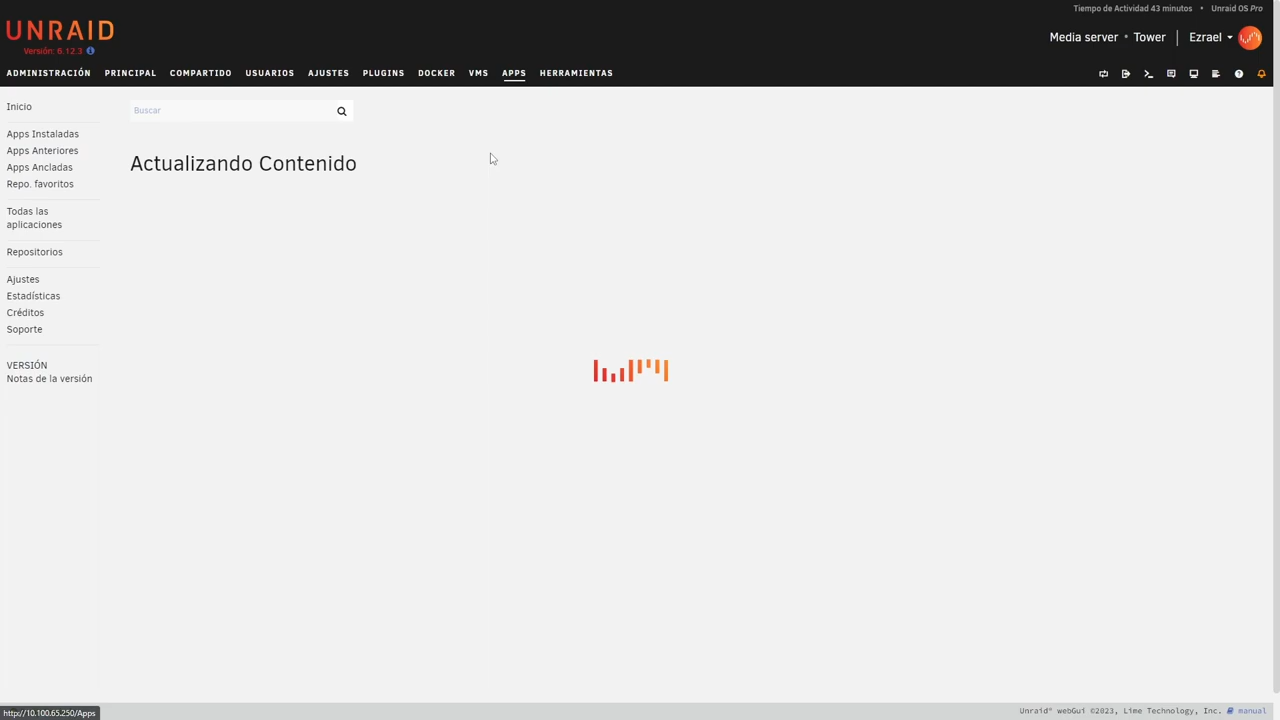 Tiempo de Actividad 43 minutos • Unraid OS Pro
UNRAID
Versión: 6.12.3
Media server • Tower | Ezrael
ADMINISTRACIÓN PRINCIPAL COMPARTIDO USUARIOS AJUSTES PLUGINS DOCKER VMS APPS HERRAMIENTAS
Inicio
Buscar
Apps Instaladas
Apps Anteriores
Apps Ancladas
Repo. favoritos
Actualizando Contenido
Todas las
aplicaciones
Repositorios
Ajustes
Estadísticas
Créditos
Soporte
VERSIÓN
Notas de la versión
http://10.100.65.250/Apps
Unraid® webGui ©2023, Lime Technology, Inc. manual